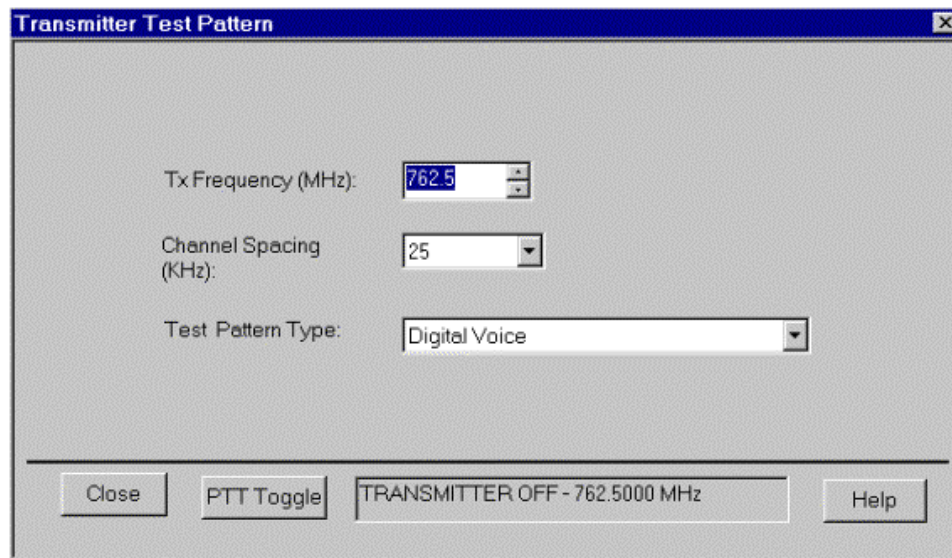 Transmitter Test Pattern
Tx Frequency (MHz): 762.5
Channel Spacing (KHz): 25
Test Pattern Type: Digital Voice
Close PTT Toggle TRANSMITTER OFF - 762.5000 MHz Help